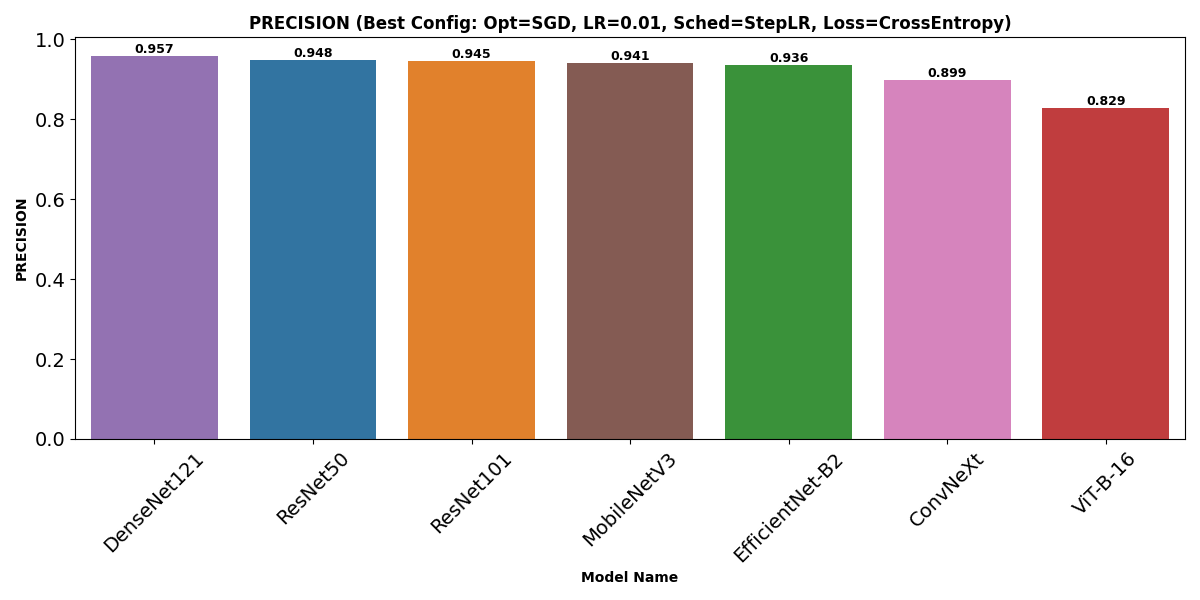 PRECISION (Best Config: Opt=SGD, LR=0.01, Sched=StepLR, Loss=CrossEntropy)
PRECISION
1.0
0.8
0.6
0.4
0.2
0.0
0.957
0.948
0.945
0.941
0.936
0.899
0.829
DenseNet121
ResNet50
ResNet101
MobileNetV3
EfficientNet-B2
ConvNeXt
ViT-B-16
Model Name